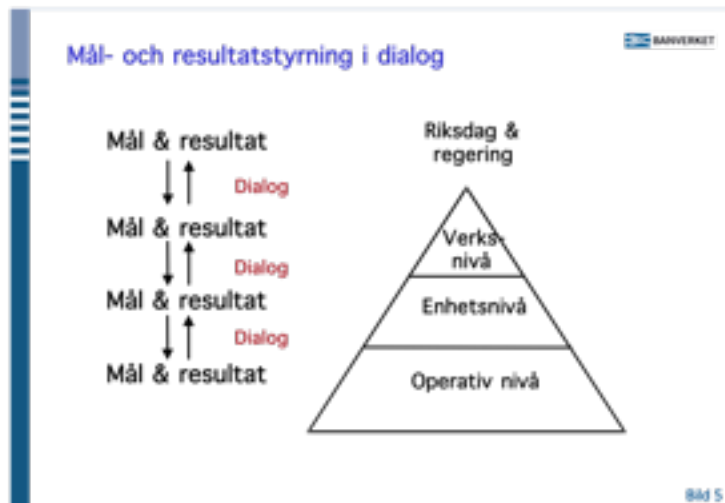 Mål- och resultatstyrning i dialog
BANVERKET
Mål & resultat
Dialog
Mål & resultat
Dialog
Mål & resultat
Dialog
Mål & resultat
Riksdag &
regering
Verks-
nivå
Enhetsnivå
Operativ nivå
Bild 5